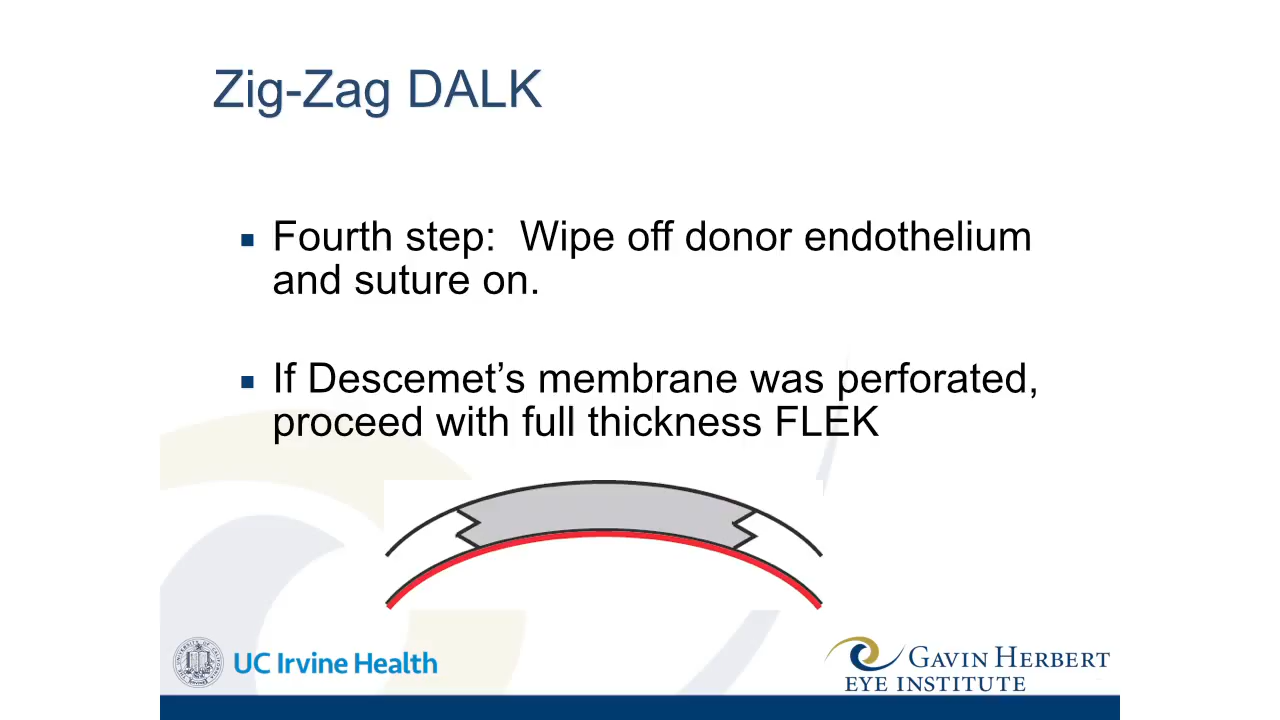 Zig-Zag DALK
Fourth step: Wipe off donor endothelium
and suture on.
If Descemet’s membrane was perforated,
proceed with full thickness FLEK
UC Irvine Health
GAVIN HERBERT
EYE INSTITUTE